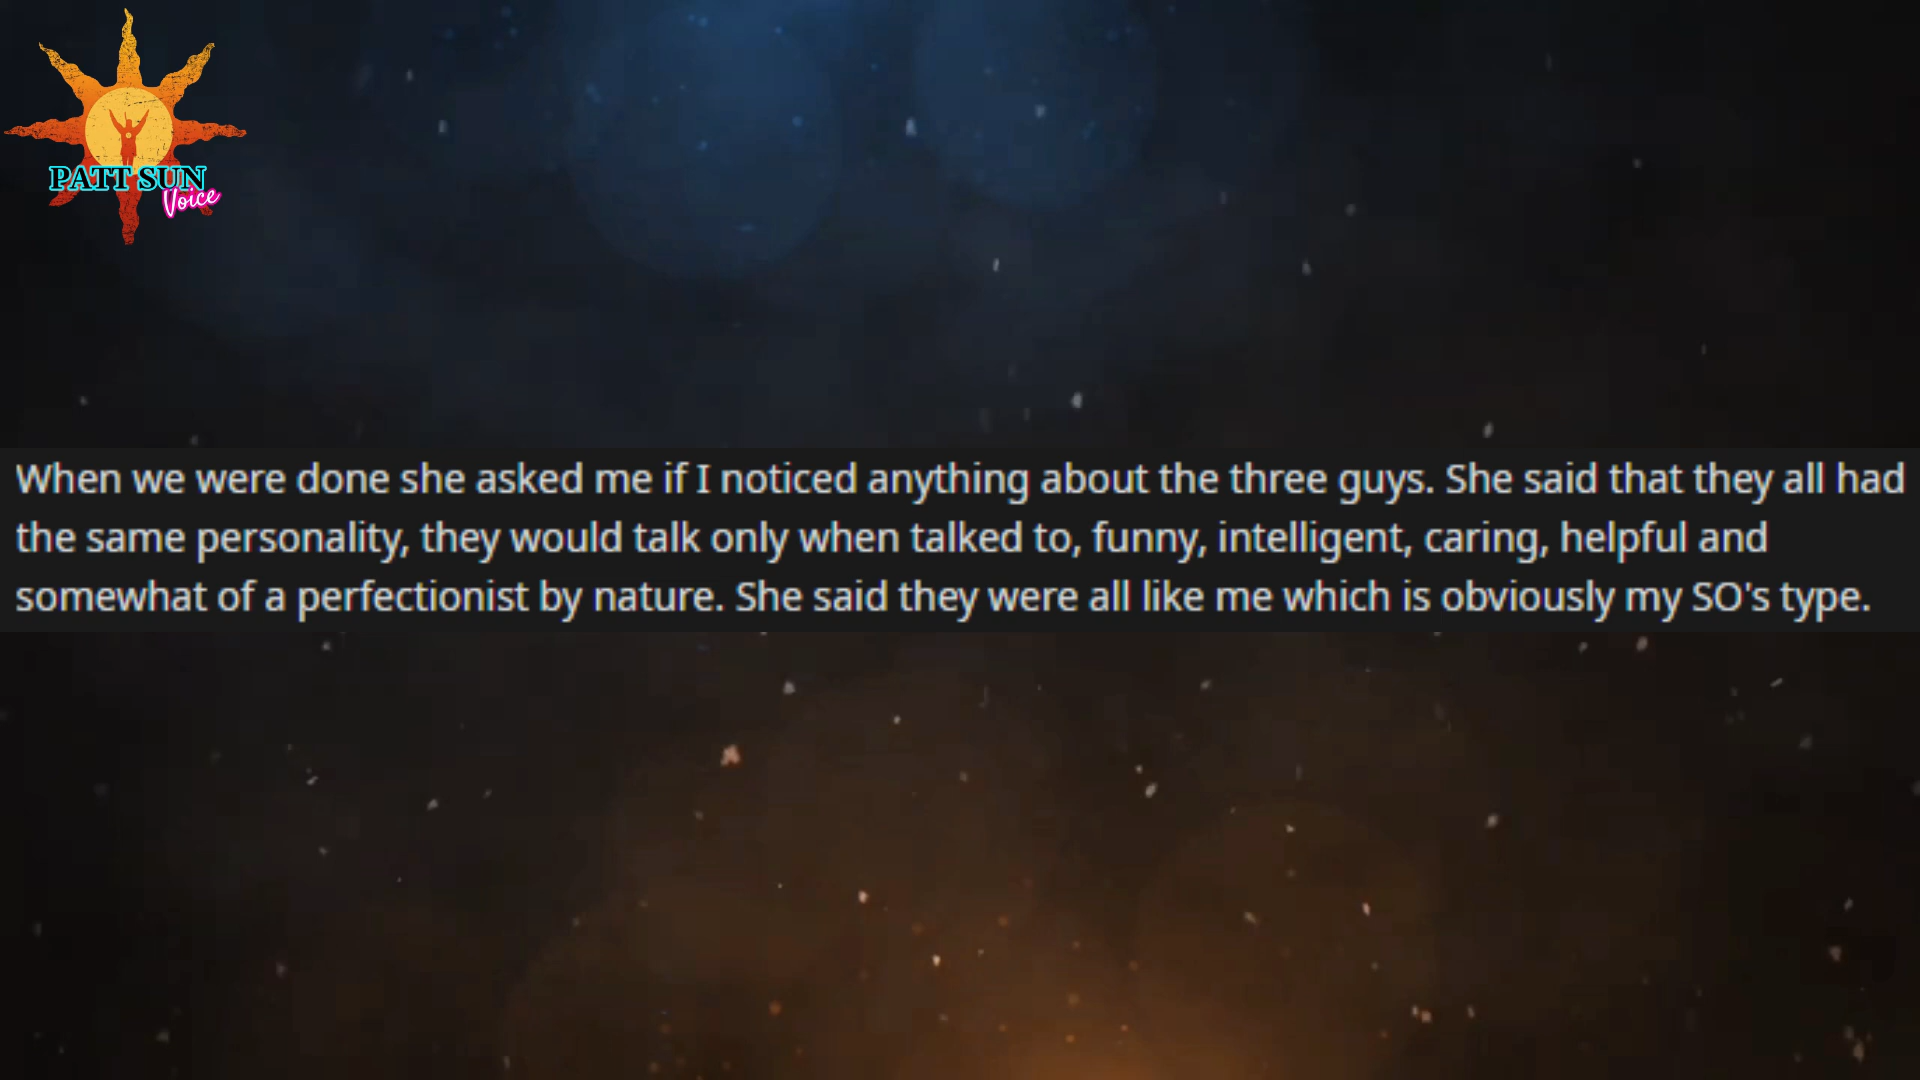 PATT SUN
Voice
When we were done she asked me if I noticed anything about the three guys. She said that they all had
the same personality, they would talk only when talked to, funny, intelligent, caring, helpful and
somewhat of a perfectionist by nature. She said they were all like me which is obviously my SO's type.